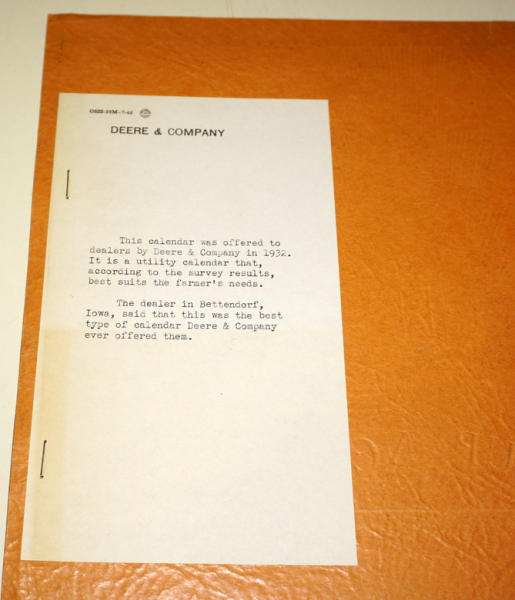 DEERE & COMPANY
This calendar was offered to
dealers by Deere & Company in 1932.
It is a utility calendar that,
according to the survey results,
best suits the farmer's needs.
The dealer in Bettendorf,
Iowa, said that this was the best
type of calendar Deere & Company
ever offered them.